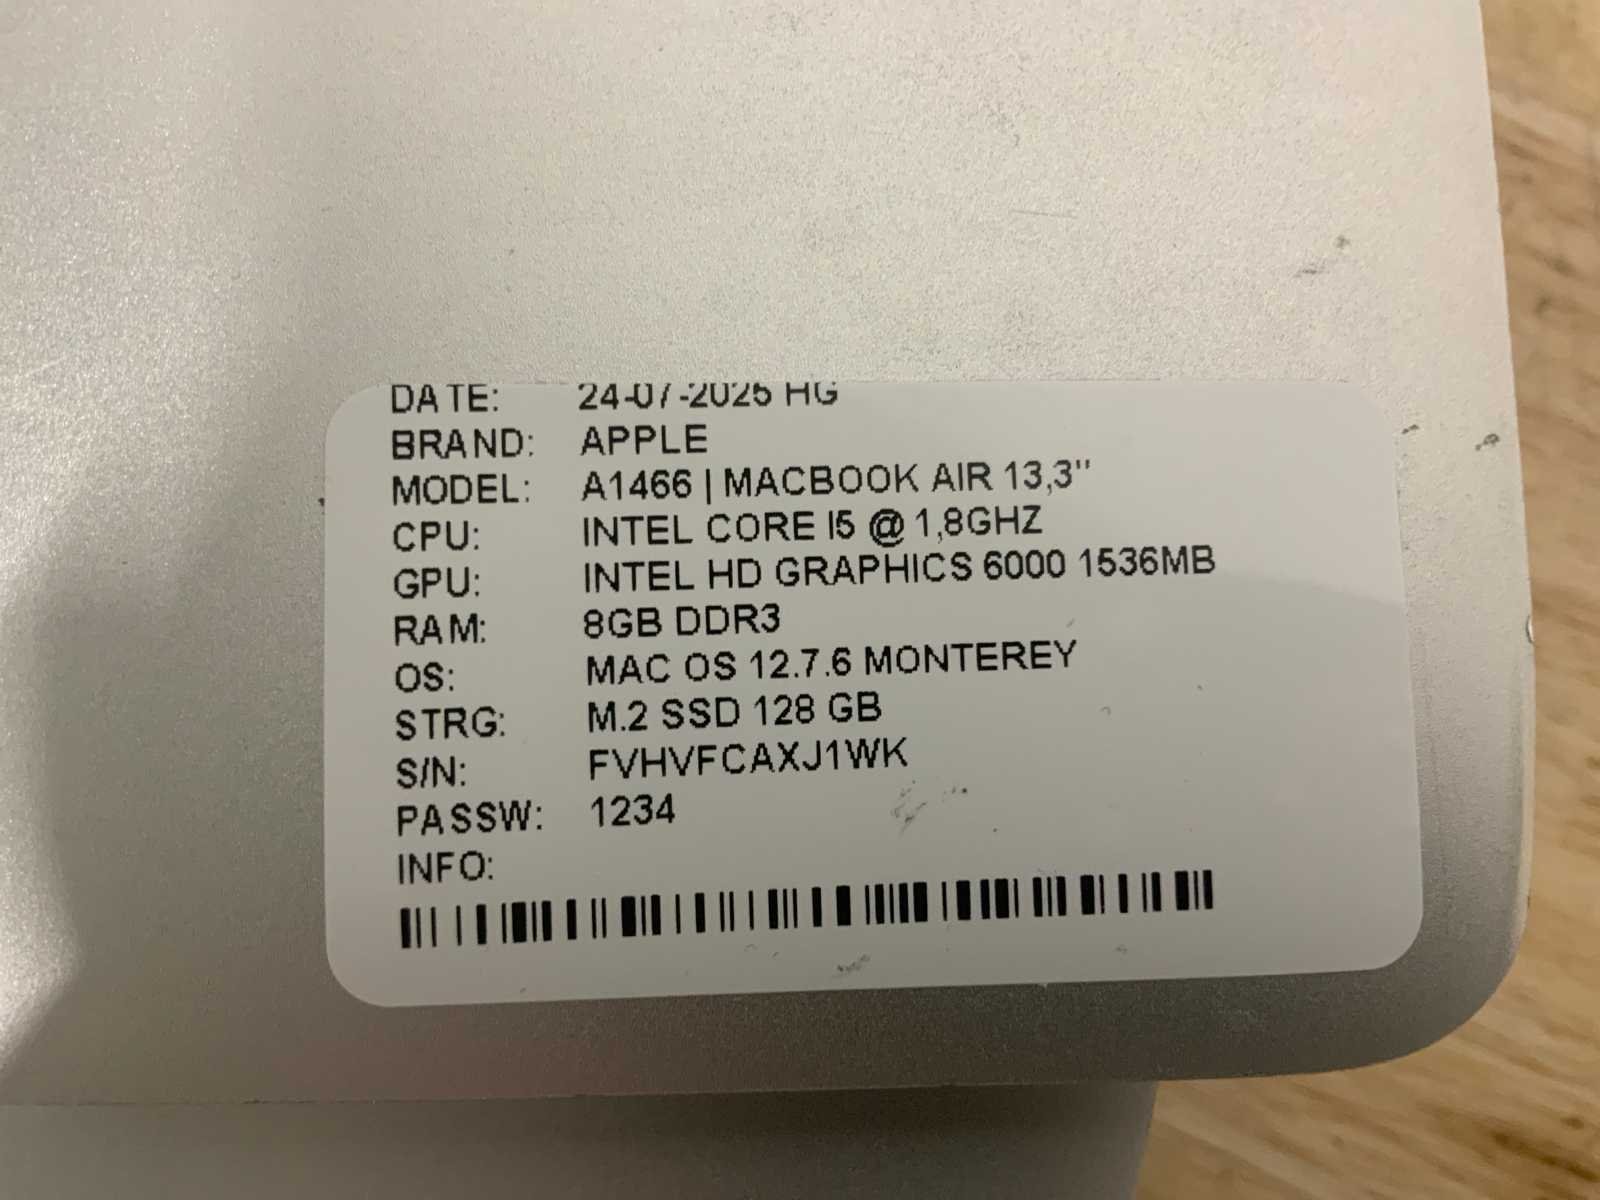 DATE: 24-07-2025 HG
BRAND: APPLE
MODEL: A1466 | MACBOOK AIR 13,3"
CPU: INTEL CORE I5 @ 1,8GHZ
GPU: INTEL HD GRAPHICS 6000 1536MB
RAM: 8GB DDR3
OS: MAC OS 12.7.6 MONTEREY
STRG: M.2 SSD 128 GB
S/N: FVHVFCAXJ1WK
PASSW: 1234
INFO: